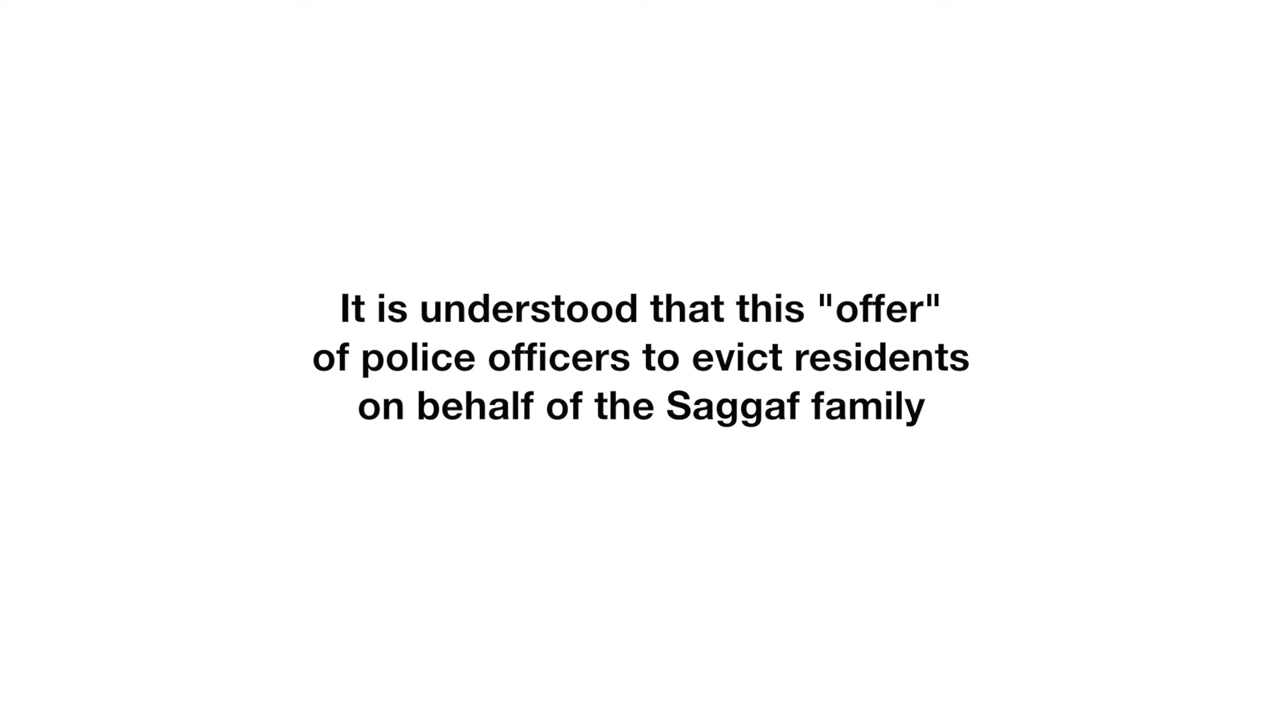 It is understood that this "offer"
of police officers to evict residents
on behalf of the Saggaf family